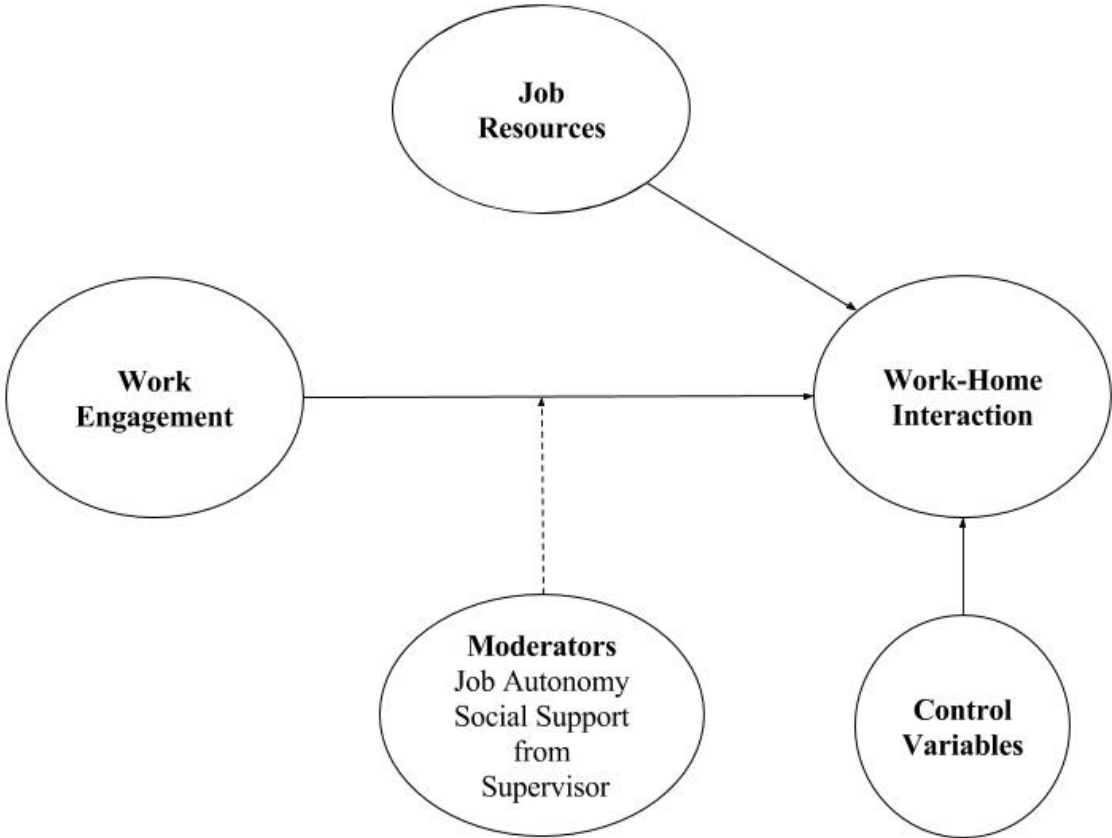 Job
Resources
Work
Engagement
Work-Home
Interaction
Moderators
Job Autonomy
Social Support
from
Supervisor
Control
Variables